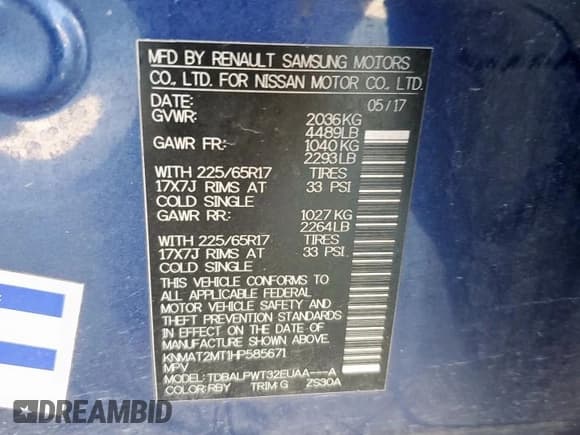 MFD BY RENAULT SAMSUNG MOTORS
CO., LTD. FOR NISSAN MOTOR CO., LTD.
DATE: 05/17
GVWR: 2036KG
4489LB
GAWR FR: 1040KG
2293LB
WITH 225/65R17 TIRES
17X7J RIMS AT 33 PSI
COLD SINGLE
GAWR RR: 1027KG
2264LB
WITH 225/65R17 TIRES
17X7J RIMS AT 33 PSI
COLD SINGLE
THIS VEHICLE CONFORMS TO
ALL APPLICABLE FEDERAL
MOTOR VEHICLE SAFETY AND
THEFT PREVENTION STANDARDS
IN EFFECT ON THE DATE OF
MANUFACTURE SHOWN ABOVE.
KNMAT2MT1HP585671
MPV
MODEL: TDBALPWT32EUAA---A
COLOR: RBY TRIM: G ZS30A
DEALER REVIEWS
autobidmaster